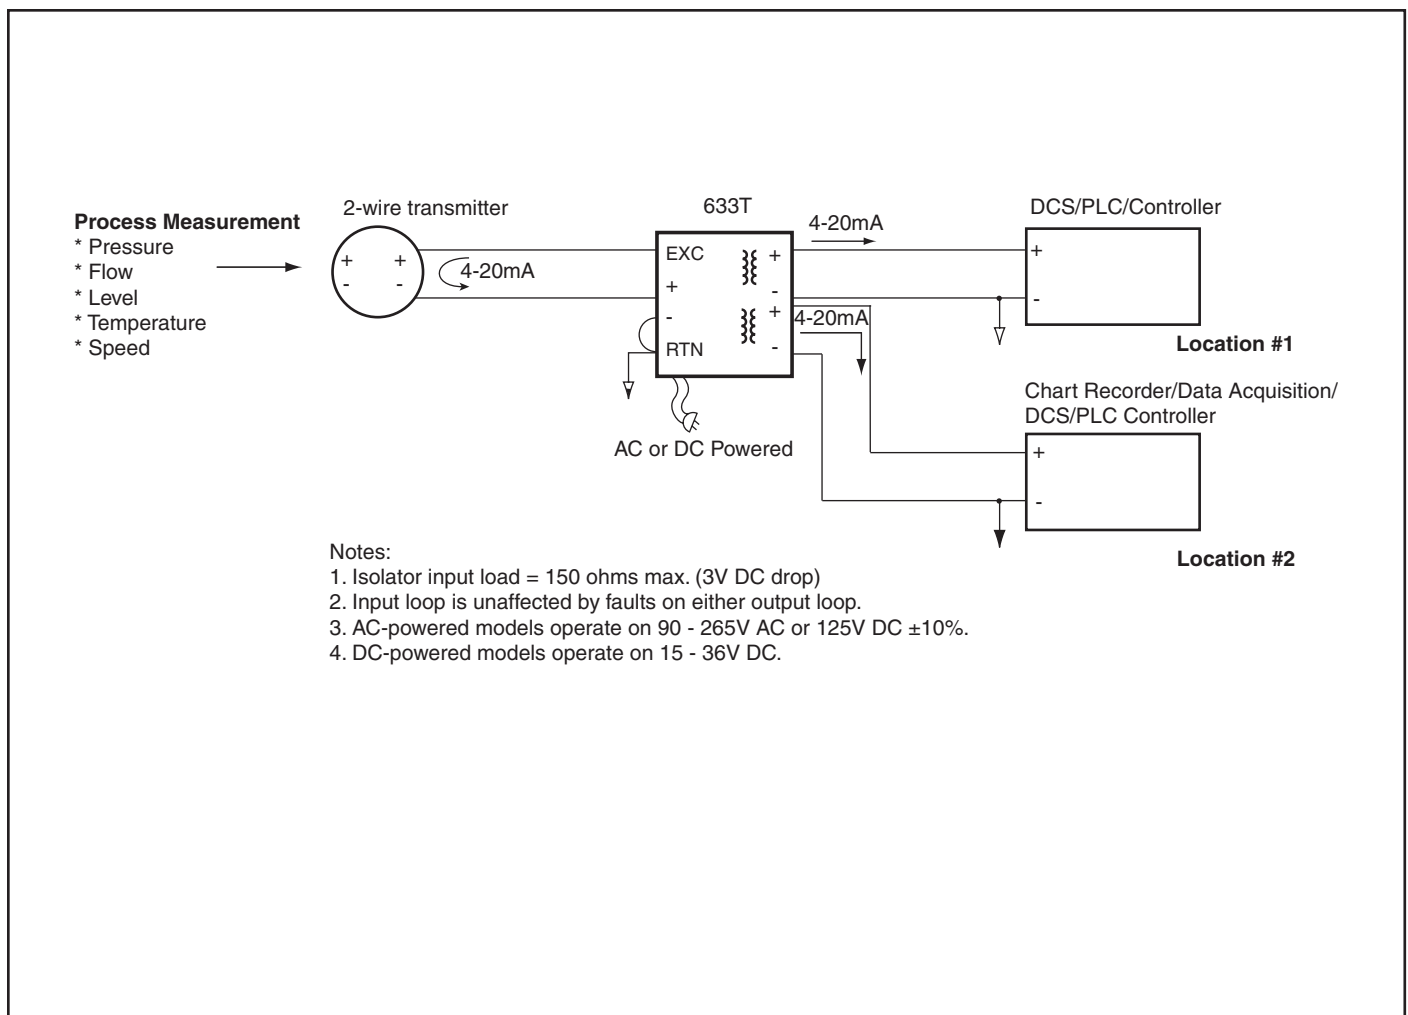 Process Measurement
* Pressure
* Flow
* Level
* Temperature
* Speed
2-wire transmitter
+ +
- -
4-20mA
633T
EXC
+
-
RTN
+
-
+
-
AC or DC Powered
4-20mA
4-20mA
DCS/PLC/Controller
+
-
Location #1
Chart Recorder/Data Acquisition/
DCS/PLC Controller
+
-
Location #2
Notes:
1. Isolator input load = 150 ohms max. (3V DC drop)
2. Input loop is unaffected by faults on either output loop.
3. AC-powered models operate on 90 - 265V AC or 125V DC ±10%.
4. DC-powered models operate on 15 - 36V DC.